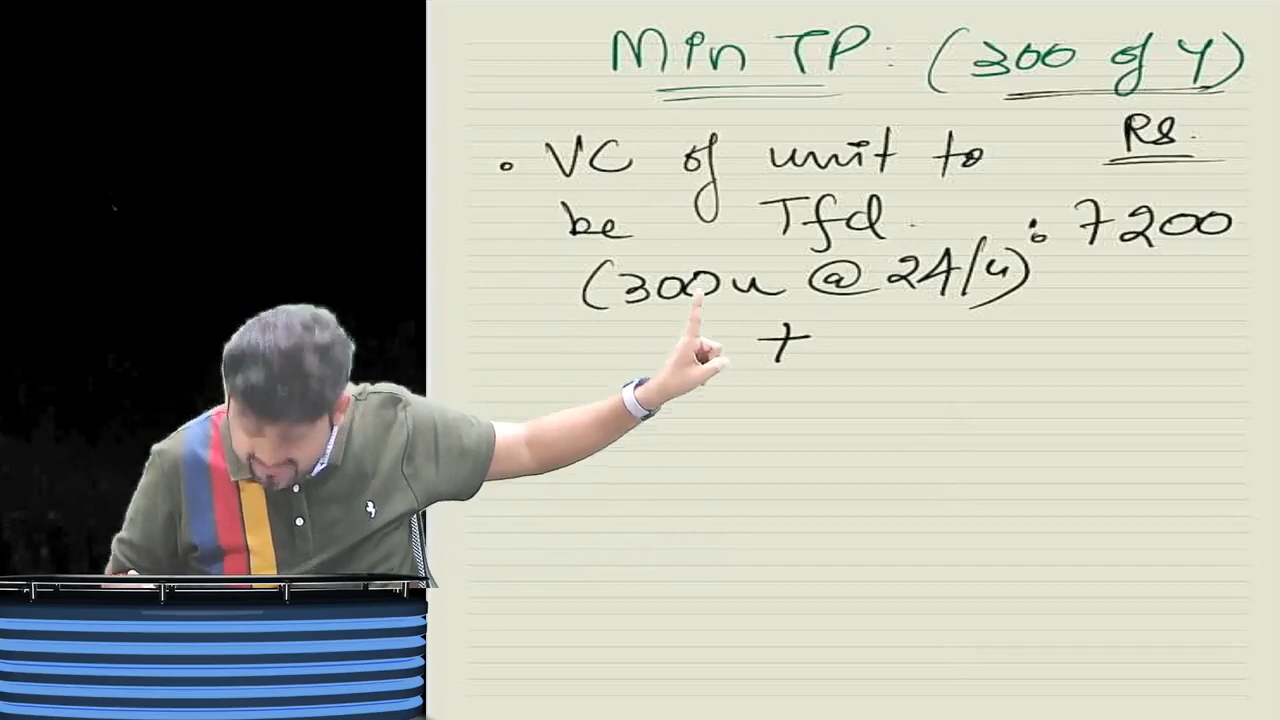 Min TP: (300 of Y)
Rs.
• VC of unit to
be Tfd. : 7200
(300u @ 24/u)
+